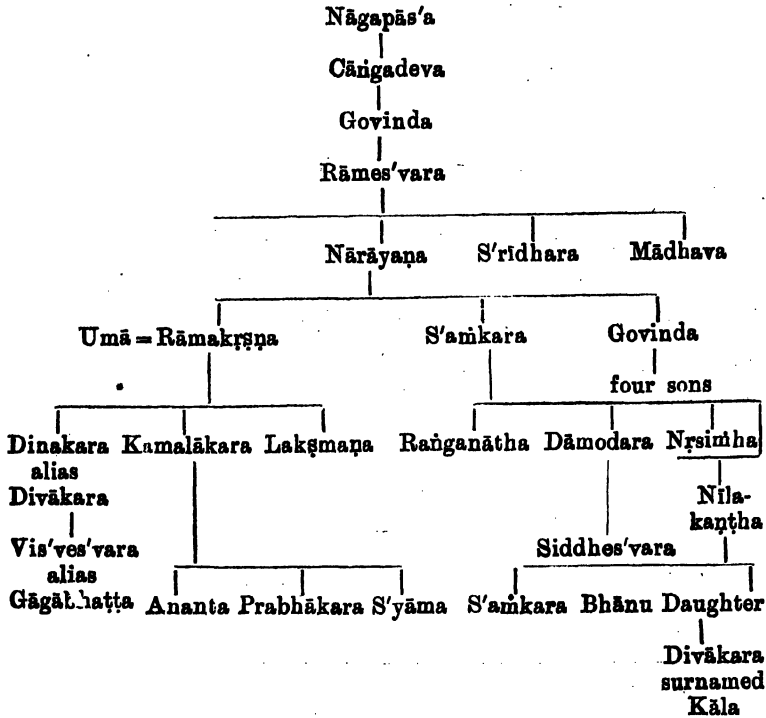 Nāgapās'a
Cāṅgadeva
Govinda
Rāmes'vara
Nārāyaṇa S'rīdhara Mādhava
Umā = Rāmakṛṣṇa S'aṁkara Govinda
four sons
Dinakara Kamalākara Lakṣmaṇa Raṅganātha Dāmodara Nṛsiṁha
alias
Divākara Nīla-
kaṇṭha
Vis'ves'vara Siddhes'vara
alias
Gāgābhaṭṭa Ananta Prabhākara S'yāma S'aṁkara Bhānu Daughter
Divākara
surnamed
Kāla